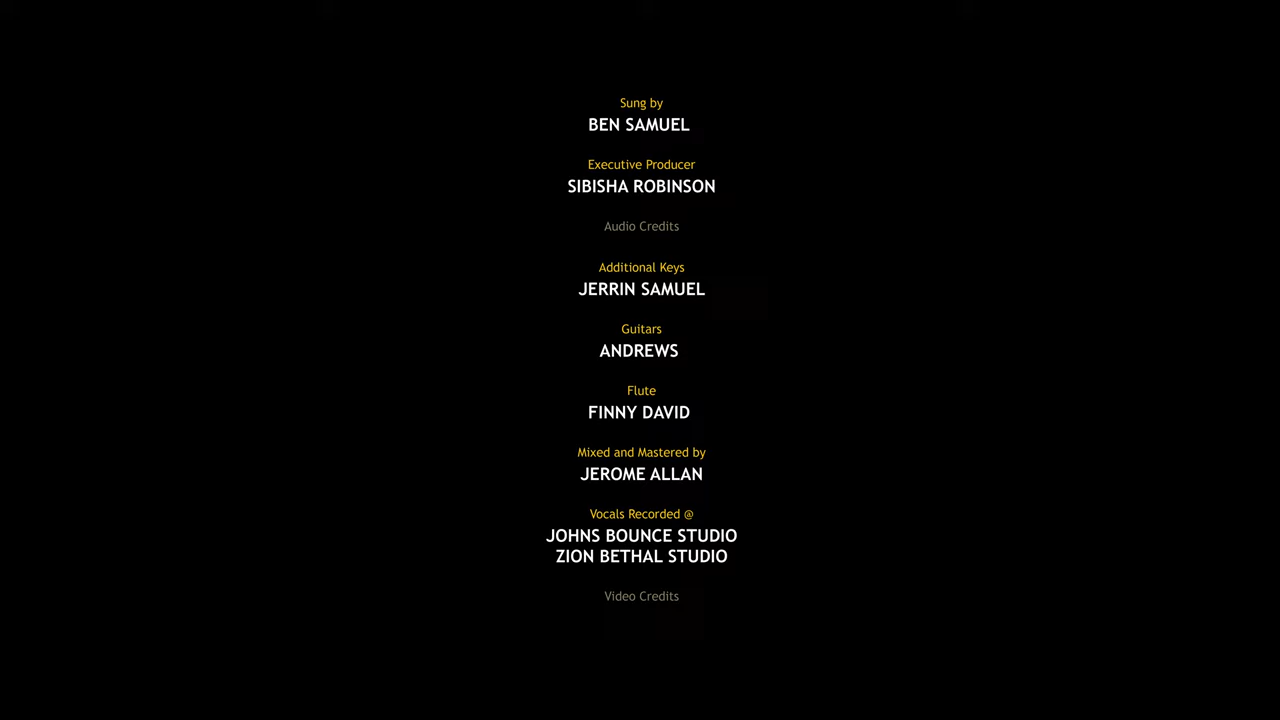 Sung by
BEN SAMUEL
Executive Producer
SIBISHA ROBINSON
Audio Credits
Additional Keys
JERRIN SAMUEL
Guitars
ANDREWS
Flute
FINNY DAVID
Mixed and Mastered by
JEROME ALLAN
Vocals Recorded @
JOHNS BOUNCE STUDIO
ZION BETHAL STUDIO
Video Credits